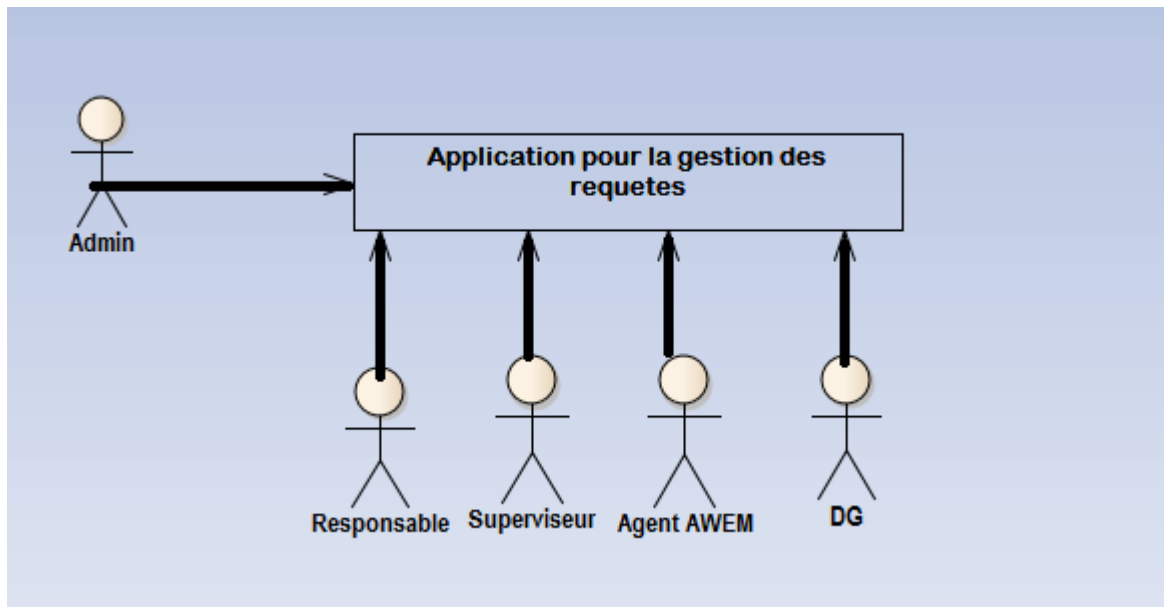 Application pour la gestion des
requetes
Admin
Responsable
Superviseur
Agent AWEM
DG